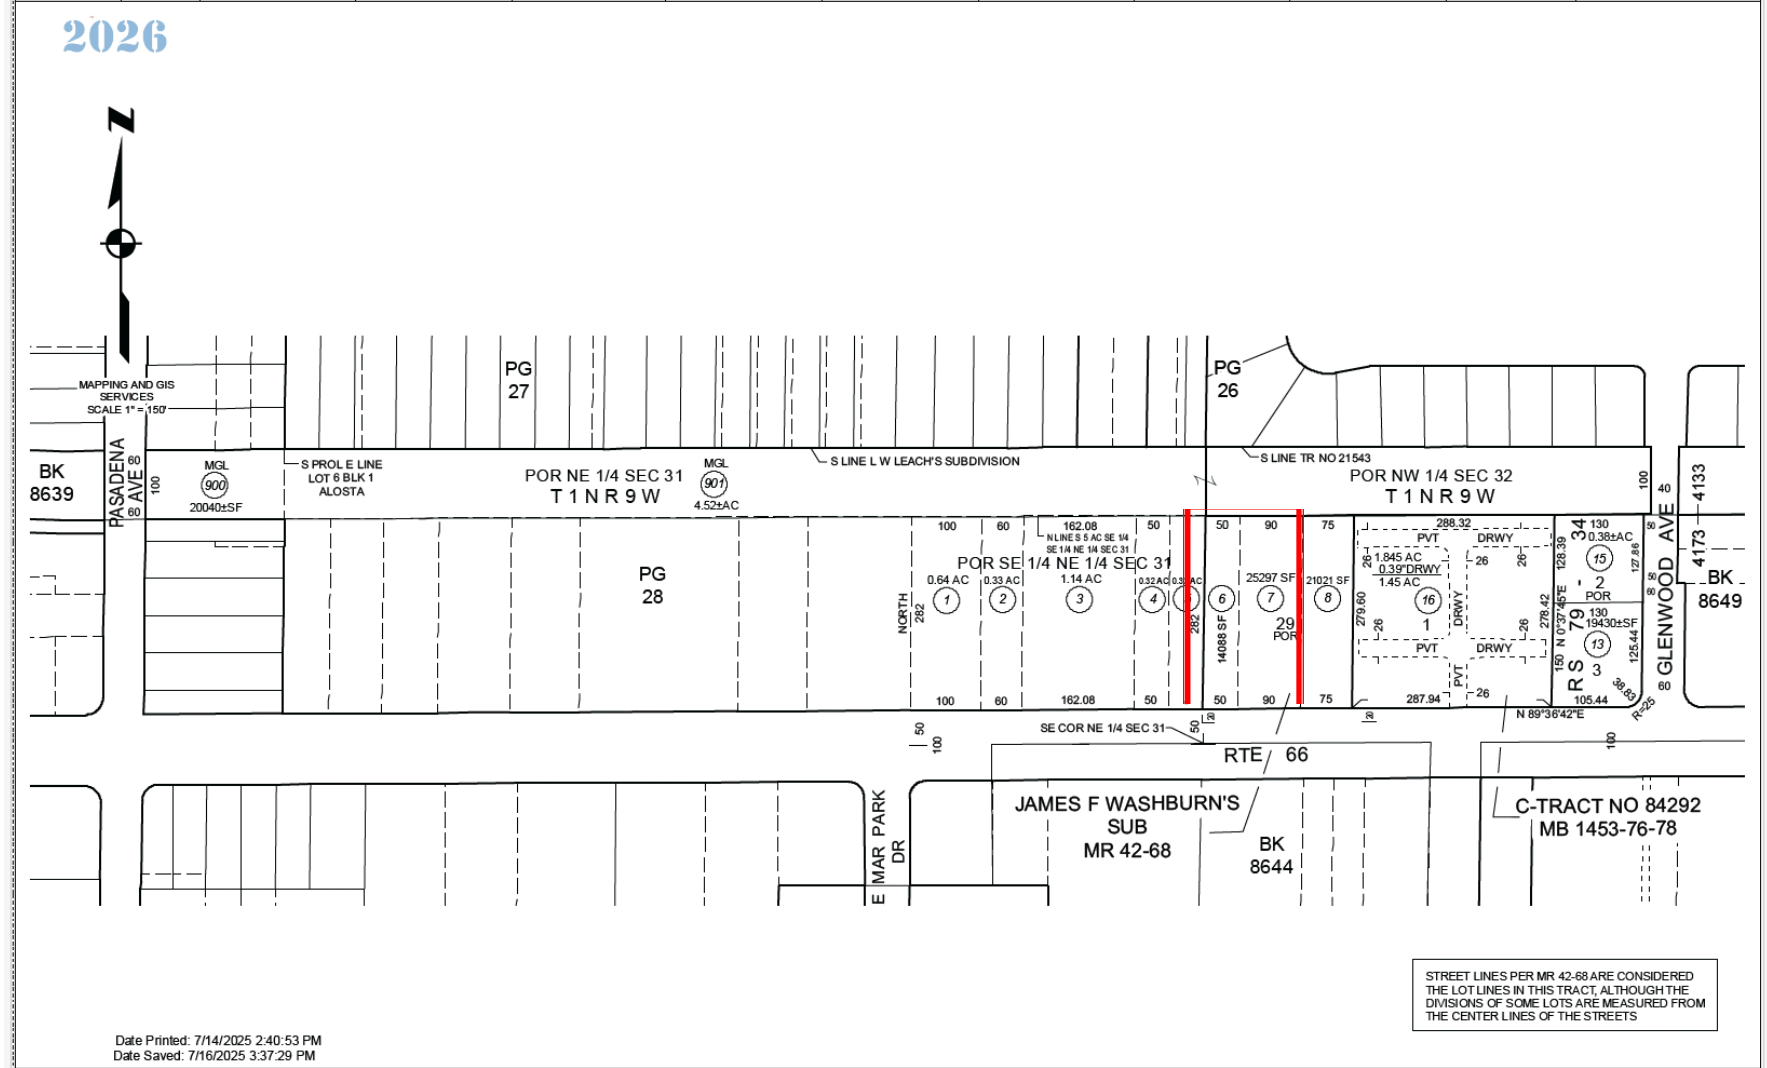 2026
Z
MAPPING AND GIS
SERVICES
SCALE 1" = 150'
PG
27
PG
26
BK
8639
PASADENA
AVE
60
60
100
MGL
900
20040±SF
S PROL E LINE
LOT 6 BLK 1
ALOSTA
POR NE 1/4 SEC 31
T 1 N R 9 W
MGL
901
4.52±AC
S LINE L W LEACH'S SUBDIVISION
S LINE TR NO 21543
POR NW 1/4 SEC 32
T 1 N R 9 W
100
40
GLENWOOD AVE
60
4173
4133
BK
8649
PG
28
100
60
162.08
50
50
90
75
N LINE S 5 AC SE 1/4
SE 1/4 NE 1/4 SEC 31
POR SE 1/4 NE 1/4 SEC 31
NORTH
282
0.64 AC
1
0.33 AC
2
1.14 AC
3
0.32 AC
4
282
6
14088 SF
25297 SF
7
29
POR
21021 SF
8
288.32
PVT
DRWY
26
26
26
1.845 AC
0.39"DRWY
1.45 AC
16
1
279.60
278.42
DRWY
26
26
PVT
DRWY
PVT
26
287.94
128.39
N 0°37'45"E
150
R S 79 - 34
130
0.38±AC
15
2
POR
127.86
50
50
60
130
19430±SF
13
3
125.44
38.83
R=25
105.44
N 89°36'42"E
100
60
162.08
50
50
90
75
20
20
50
100
SE COR NE 1/4 SEC 31
50
RTE 66
100
E MAR PARK
DR
JAMES F WASHBURN'S
SUB
MR 42-68
BK
8644
C-TRACT NO 84292
MB 1453-76-78
STREET LINES PER MR 42-68 ARE CONSIDERED
THE LOT LINES IN THIS TRACT, ALTHOUGH THE
DIVISIONS OF SOME LOTS ARE MEASURED FROM
THE CENTER LINES OF THE STREETS
Date Printed: 7/14/2025 2:40:53 PM
Date Saved: 7/16/2025 3:37:29 PM